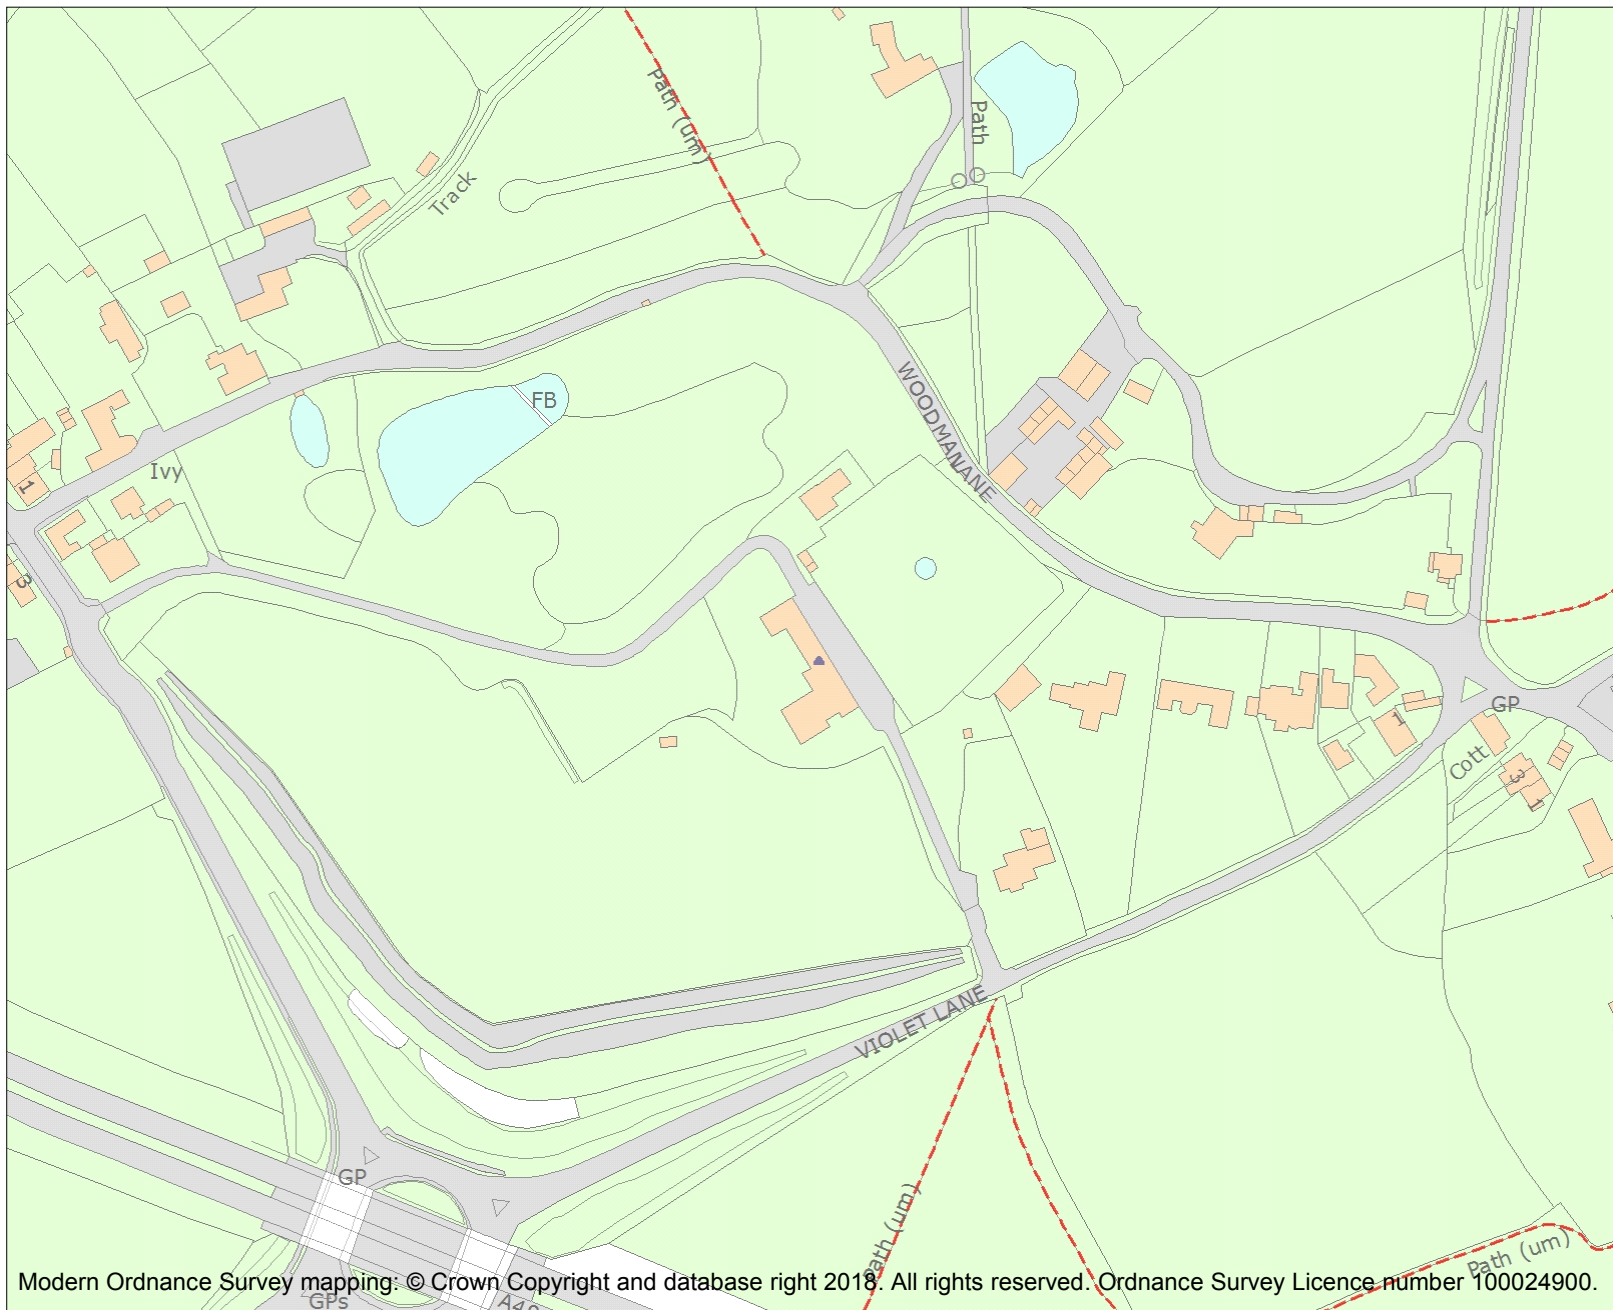 Path (um)
Path
Track
FB
WOODMANANE LANE
Ivy
1
3
GP
1
Cott
3
1
VIOLET LANE
GP
Path (um)
Path (um)
GPs
Modern Ordnance Survey mapping: © Crown Copyright and database right 2018. All rights reserved. Ordnance Survey Licence number 100024900.